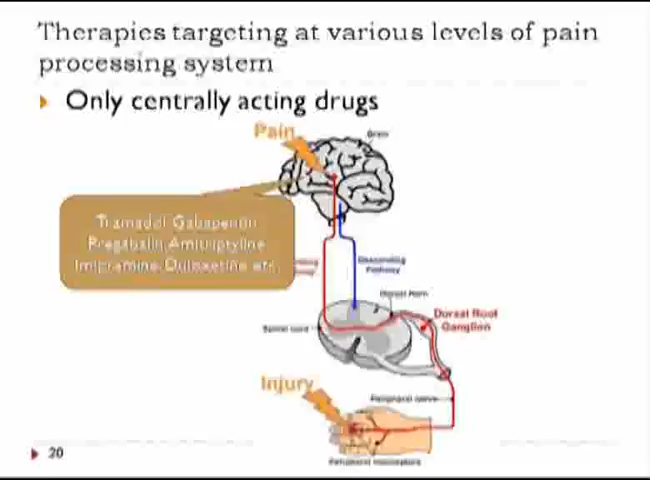 Therapies targeting at various levels of pain
processing system
Only centrally acting drugs
Pain
Brain
Tramadol Gabapentin
Pregabalin Amitriptyline
Imipramine Duloxetine etc.
Descending
Pathway
Dorsal Horn
Dorsal Root
Ganglion
Spinal cord
Injury
Peripheral nerve
Peripheral nociceptors
20